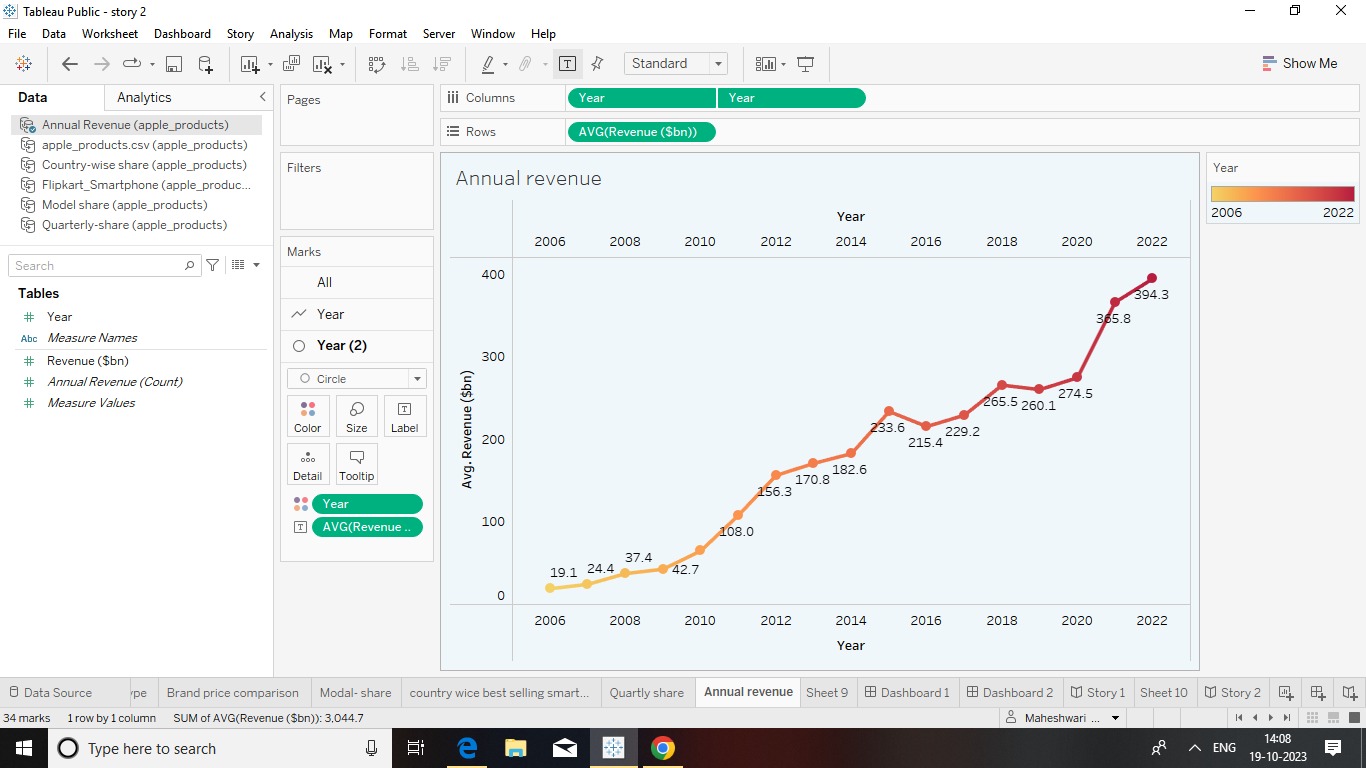 Tableau Public - story 2
File Data Worksheet Dashboard Story Analysis Map Format Server Window Help
Standard
Show Me
Data Analytics
Annual Revenue (apple_products)
apple_products.csv (apple_products)
Country-wise share (apple_products)
Flipkart_Smartphone (apple_produc...
Model share (apple_products)
Quarterly-share (apple_products)
Search
Tables
Year
Abc Measure Names
Revenue ($bn)
Annual Revenue (Count)
Measure Values
Pages
Filters
Marks
All
Year
Year (2)
Circle
Color Size Label
Detail Tooltip
Year
AVG(Revenue ..
Columns Year Year
Rows AVG(Revenue ($bn))
Annual revenue
Year
2006 2008 2010 2012 2014 2016 2018 2020 2022
Avg. Revenue ($bn)
400
300
200
100
0
19.1
24.4
37.4
42.7
108.0
156.3
170.8
182.6
233.6
215.4
229.2
265.5
260.1
274.5
365.8
394.3
2006 2008 2010 2012 2014 2016 2018 2020 2022
Year
Year
2006 2022
Data Source ype Brand price comparison Modal- share country wice best selling smart... Quartly share Annual revenue Sheet 9 Dashboard 1 Dashboard 2 Story 1 Sheet 10 Story 2
34 marks 1 row by 1 column SUM of AVG(Revenue ($bn)): 3,044.7
Maheshwari ...
Type here to search
ENG
14:08
19-10-2023